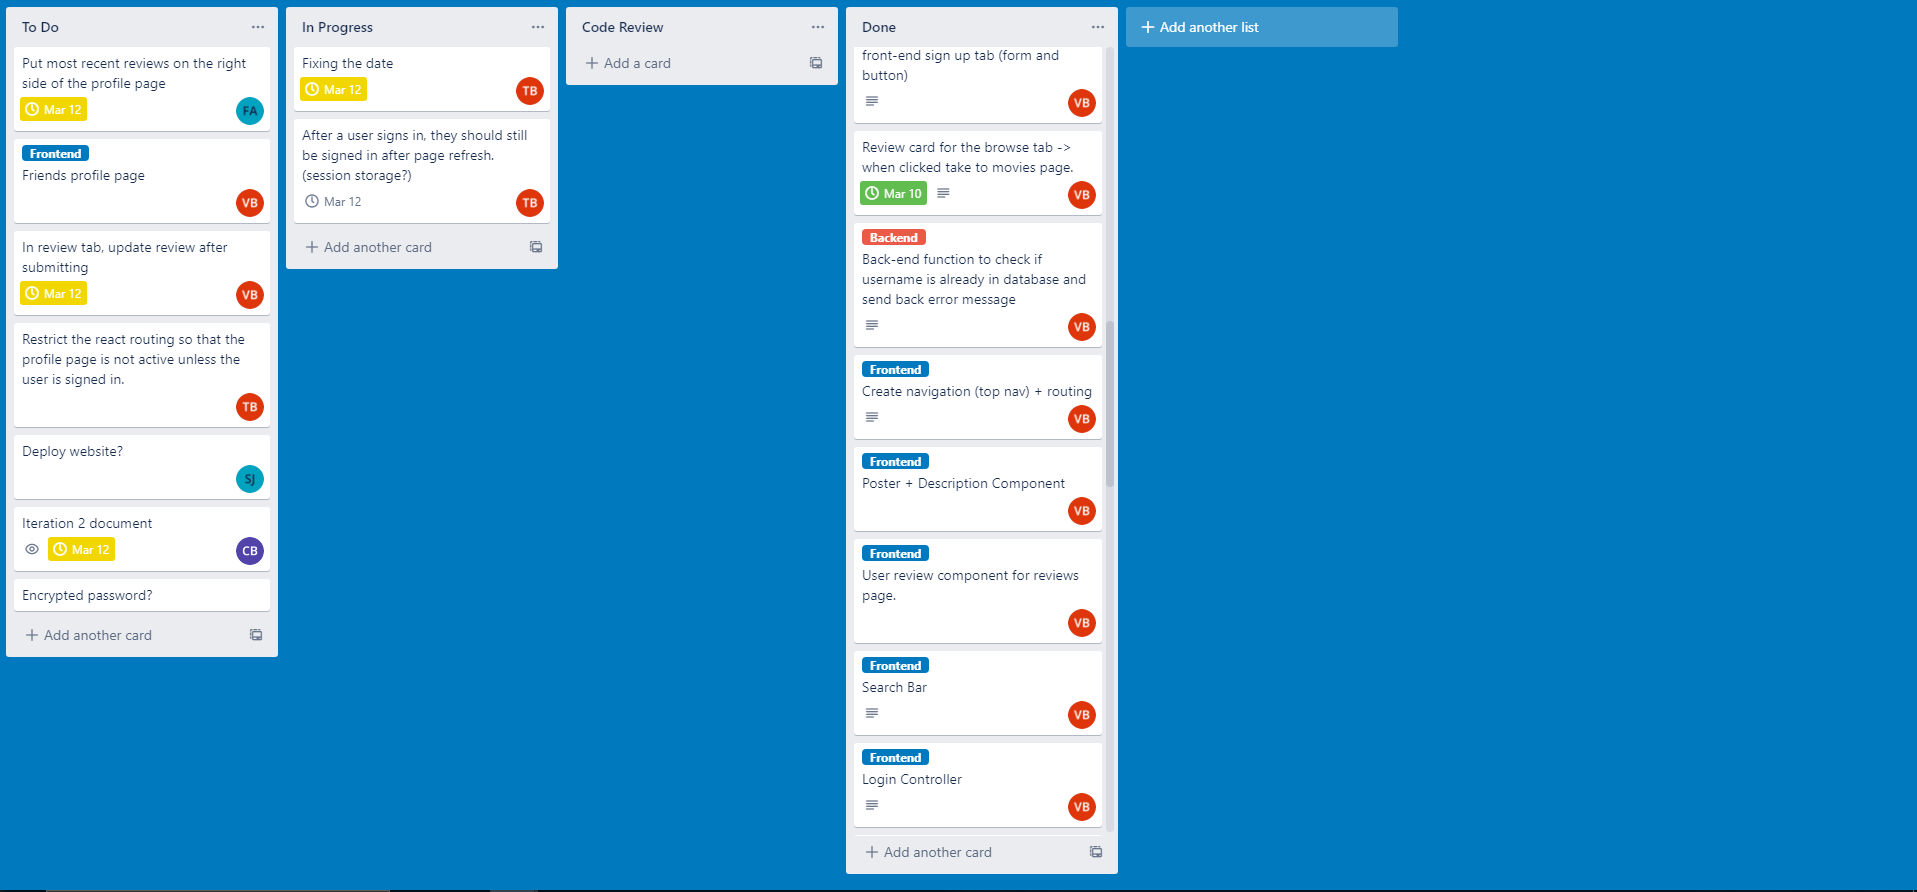 To Do
Put most recent reviews on the right
side of the profile page
Mar 12
FA
Frontend
Friends profile page
VB
In review tab, update review after
submitting
Mar 12
VB
Restrict the react routing so that the
profile page is not active unless the
user is signed in.
TB
Deploy website?
SJ
Iteration 2 document
Mar 12
CB
Encrypted password?
+ Add another card
In Progress
Fixing the date
Mar 12
TB
After a user signs in, they should still
be signed in after page refresh.
(session storage?)
Mar 12
TB
+ Add another card
Code Review
+ Add a card
Done
front-end sign up tab (form and
button)
VB
Review card for the browse tab ->
when clicked take to movies page.
Mar 10
VB
Backend
Back-end function to check if
username is already in database and
send back error message
VB
Frontend
Create navigation (top nav) + routing
VB
Frontend
Poster + Description Component
VB
Frontend
User review component for reviews
page.
VB
Frontend
Search Bar
VB
Frontend
Login Controller
VB
+ Add another card
+ Add another list